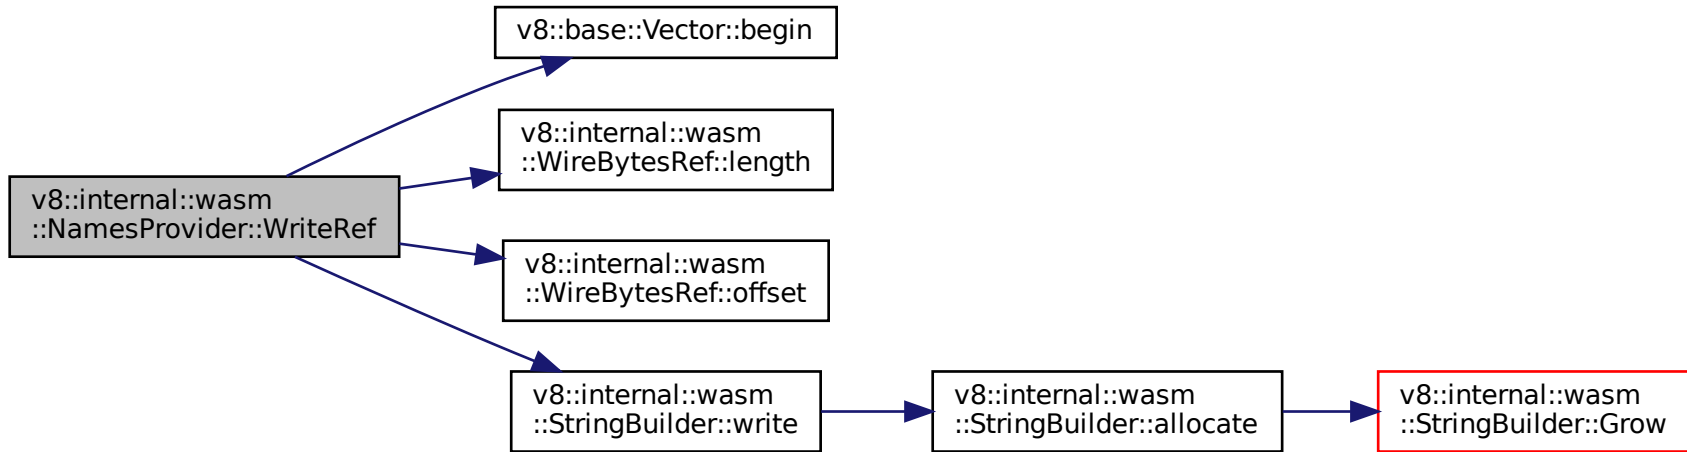 v8::base::Vector::begin
v8::internal::wasm
::WireBytesRef::length
v8::internal::wasm
::NamesProvider::WriteRef
v8::internal::wasm
::WireBytesRef::offset
v8::internal::wasm
::StringBuilder::write
v8::internal::wasm
::StringBuilder::allocate
v8::internal::wasm
::StringBuilder::Grow